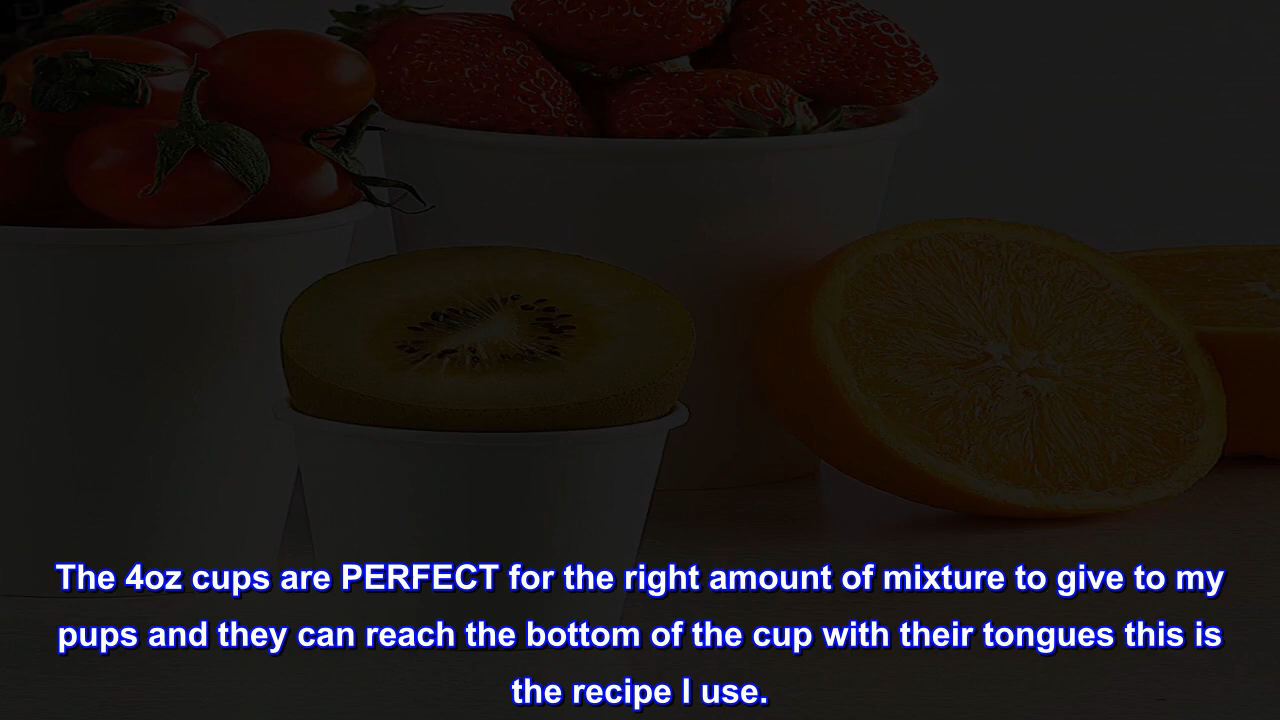 The 4oz cups are PERFECT for the right amount of mixture to give to my
pups and they can reach the bottom of the cup with their tongues this is
the recipe I use.